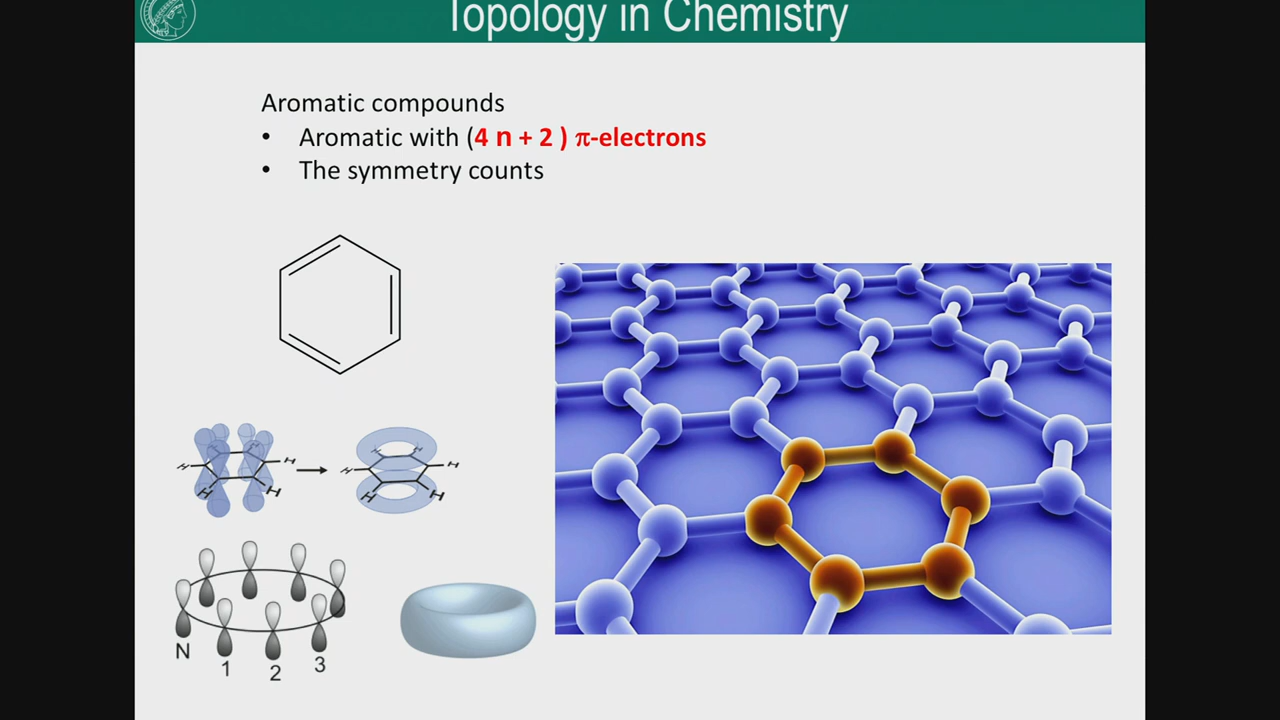 Topology in Chemistry
Aromatic compounds
• Aromatic with (4 n + 2 ) π-electrons
• The symmetry counts
H H H H H
H H H H H
N 1 2 3